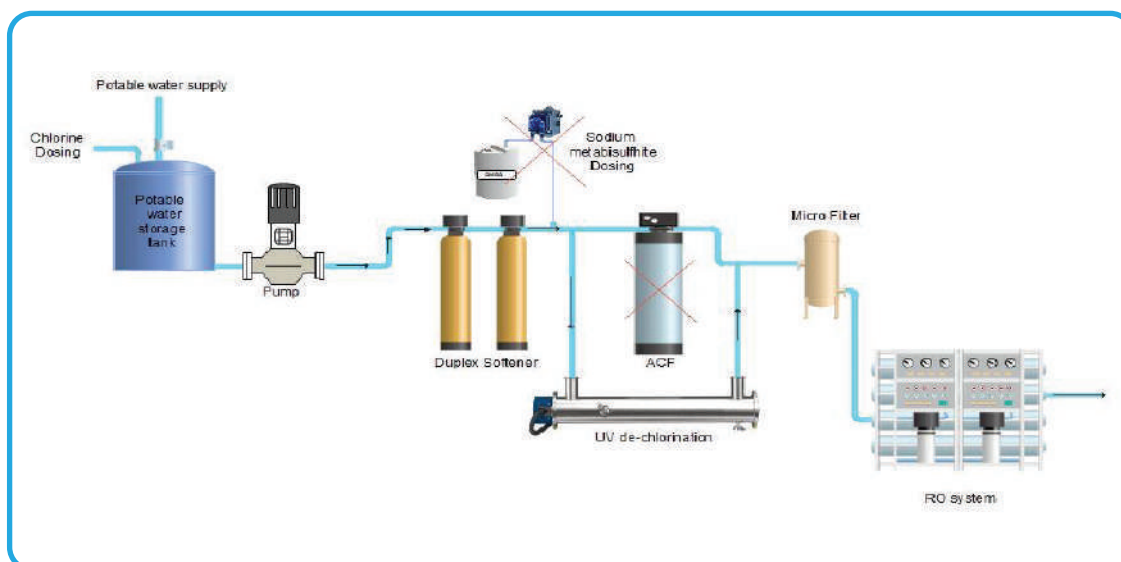 Potable water supply
Chlorine
Dosing
Potable
water
storage
tank
Pump
Sodium
metabisulfhite
Dosing
Duplex Softener
ACF
UV de-chlorination
Micro Filter
RO system